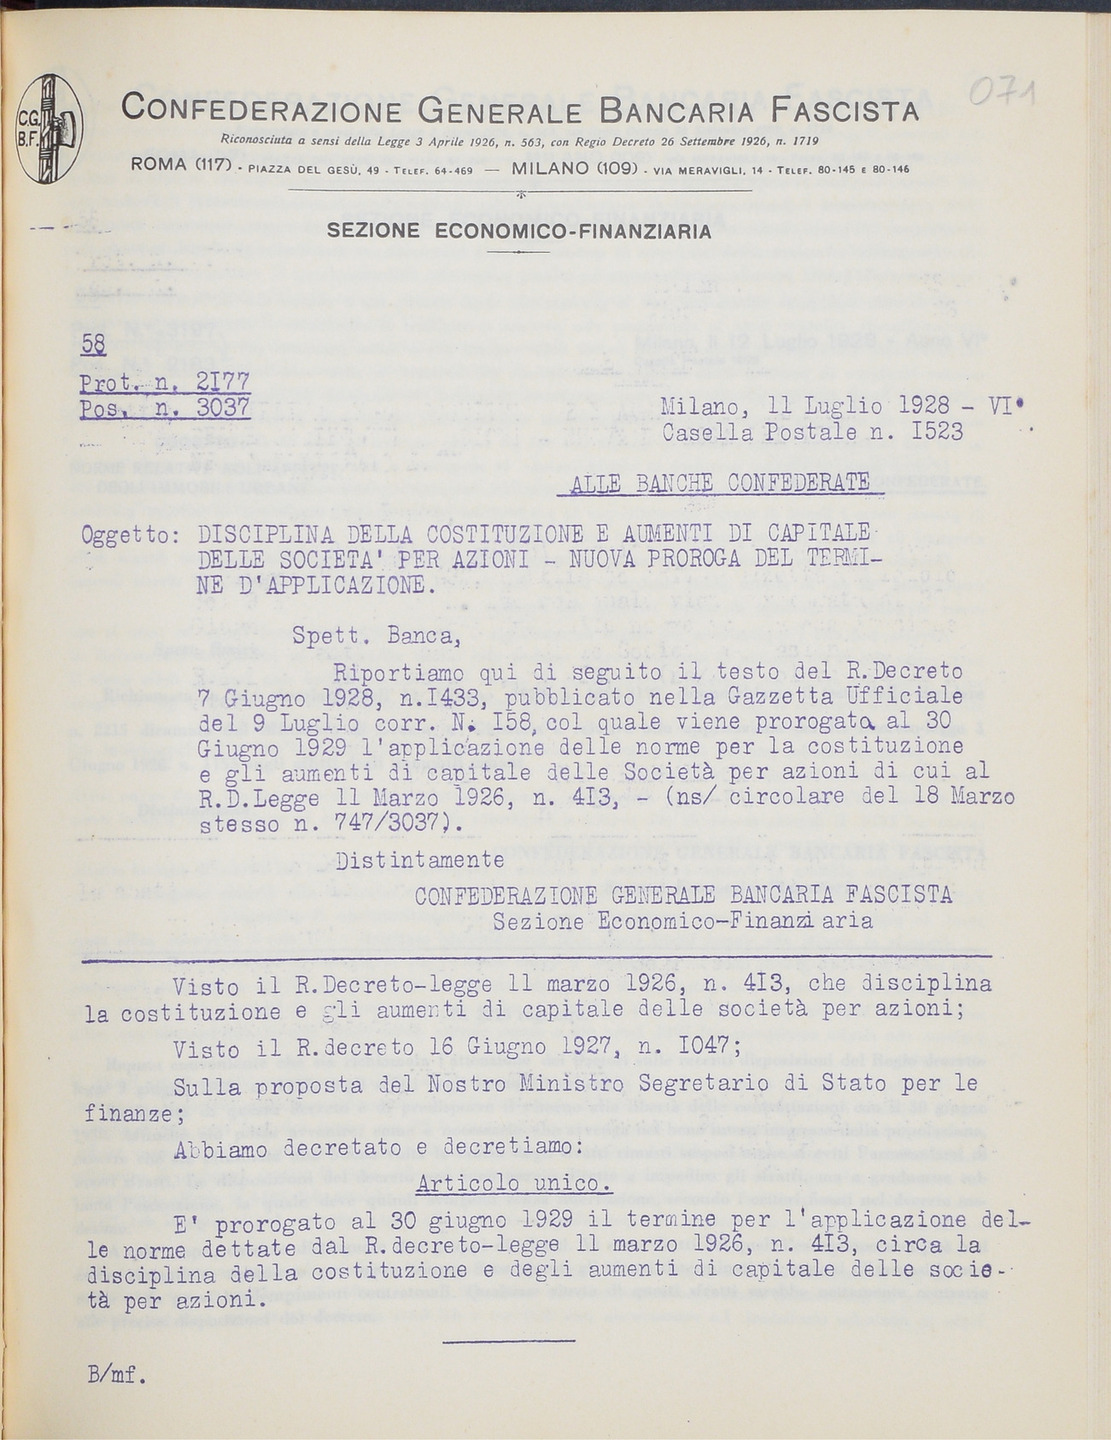 071
C.G.
B.F.
CONFEDERAZIONE GENERALE BANCARIA FASCISTA
Riconosciuta a sensi della Legge 3 Aprile 1926, n. 563, con Regio Decreto 26 Settembre 1926, n. 1719
ROMA (117) - PIAZZA DEL GESÙ, 49 - TELEF. 64-469 — MILANO (109) - VIA MERAVIGLI, 14 - TELEF. 80-145 E 80-146
SEZIONE ECONOMICO-FINANZIARIA
58
Prot. n. 2I77
Pos. n. 3037
Milano, 11 Luglio 1928 - VI°
Casella Postale n. I523
ALLE BANCHE CONFEDERATE
Oggetto: DISCIPLINA DELLA COSTITUZIONE E AUMENTI DI CAPITALE
DELLE SOCIETA' PER AZIONI - NUOVA PROROGA DEL TERMI-
NE D'APPLICAZIONE.
Spett. Banca,
Riportiamo qui di seguito il testo del R.Decreto
7 Giugno 1928, n.I433, pubblicato nella Gazzetta Ufficiale
del 9 Luglio corr. N. I58, col quale viene prorogata al 30
Giugno 1929 l'applicazione delle norme per la costituzione
e gli aumenti di capitale delle Società per azioni di cui al
R.D.Legge 11 Marzo 1926, n. 4I3, - (ns/ circolare del 18 Marzo
stesso n. 747/3037).
Distintamente
CONFEDERAZIONE GENERALE BANCARIA FASCISTA
Sezione Economico-Finanziaria
Visto il R.Decreto-legge 11 marzo 1926, n. 4I3, che disciplina
la costituzione e gli aumenti di capitale delle società per azioni;
Visto il R.decreto 16 Giugno 1927, n. I047;
Sulla proposta del Nostro Ministro Segretario di Stato per le
finanze;
Abbiamo decretato e decretiamo:
Articolo unico.
E' prorogato al 30 giugno 1929 il termine per l'applicazione del-
le norme dettate dal R.decreto-legge 11 marzo 1926, n. 4I3, circa la
disciplina della costituzione e degli aumenti di capitale delle socie-
tà per azioni.
B/mf.